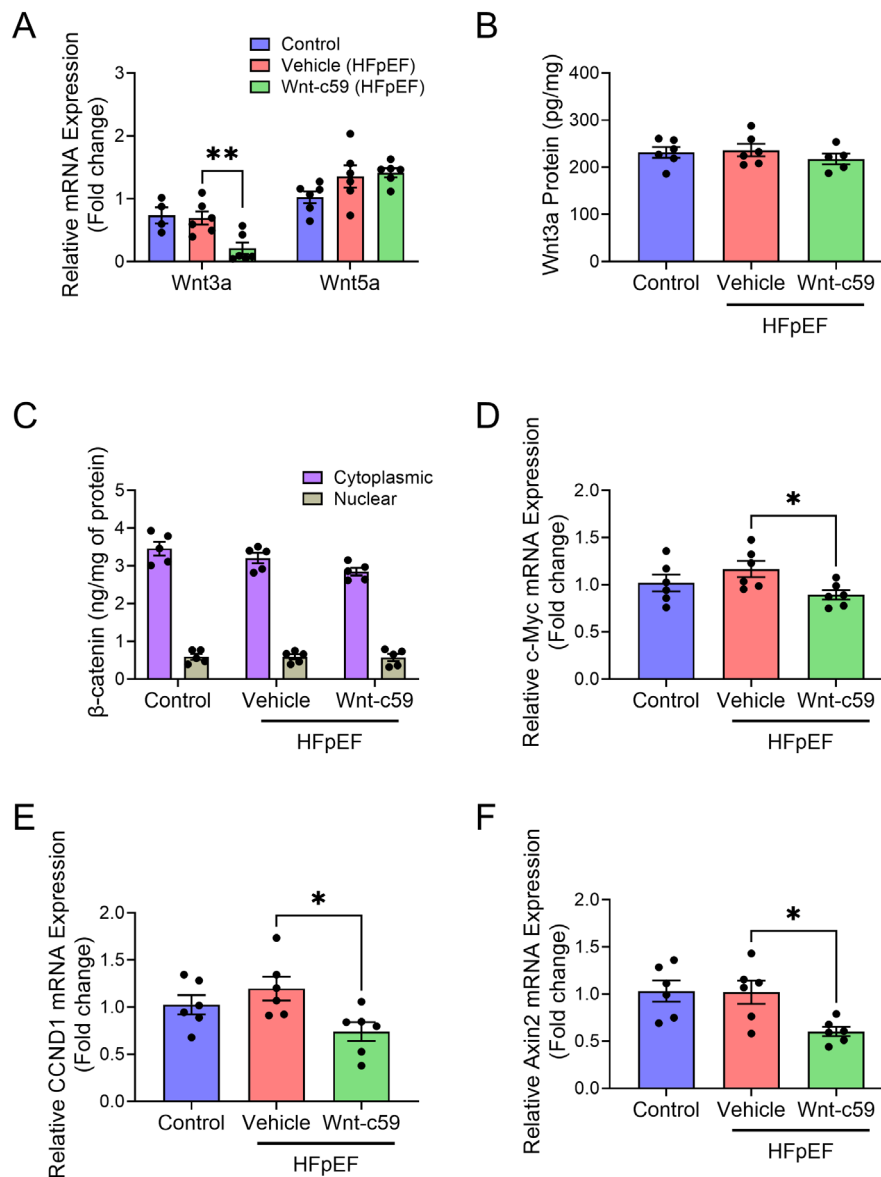 A
Relative mRNA Expression
(Fold change)
Control
Vehicle (HFpEF)
Wnt-c59 (HFpEF)
3
2
1
0
**
Wnt3a
Wnt5a
B
Wnt3a Protein (pg/mg)
400
300
200
100
0
Control
Vehicle
Wnt-c59
HFpEF
C
β-catenin (ng/mg of protein)
Cytoplasmic
Nuclear
5
4
3
2
1
0
Control
Vehicle
Wnt-c59
HFpEF
D
Relative c-Myc mRNA Expression
(Fold change)
2.0
1.5
1.0
0.5
0.0
*
Control
Vehicle
Wnt-c59
HFpEF
E
Relative CCND1 mRNA Expression
(Fold change)
2.0
1.5
1.0
0.5
0.0
*
Control
Vehicle
Wnt-c59
HFpEF
F
Relative Axin2 mRNA Expression
(Fold change)
2.0
1.5
1.0
0.5
0.0
*
Control
Vehicle
Wnt-c59
HFpEF